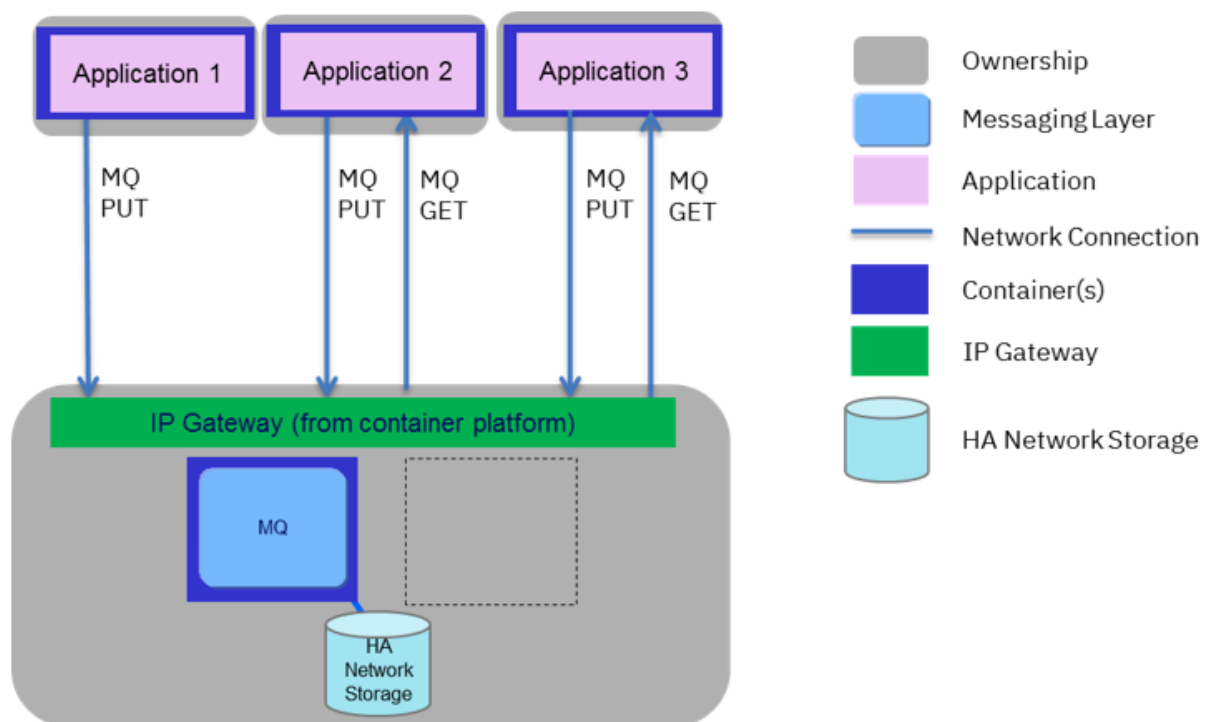 Application 1
Application 2
Application 3
MQ
PUT
MQ
PUT
MQ
GET
MQ
PUT
MQ
GET
IP Gateway (from container platform)
MQ
HA
Network
Storage
Ownership
Messaging Layer
Application
Network Connection
Container(s)
IP Gateway
HA Network Storage